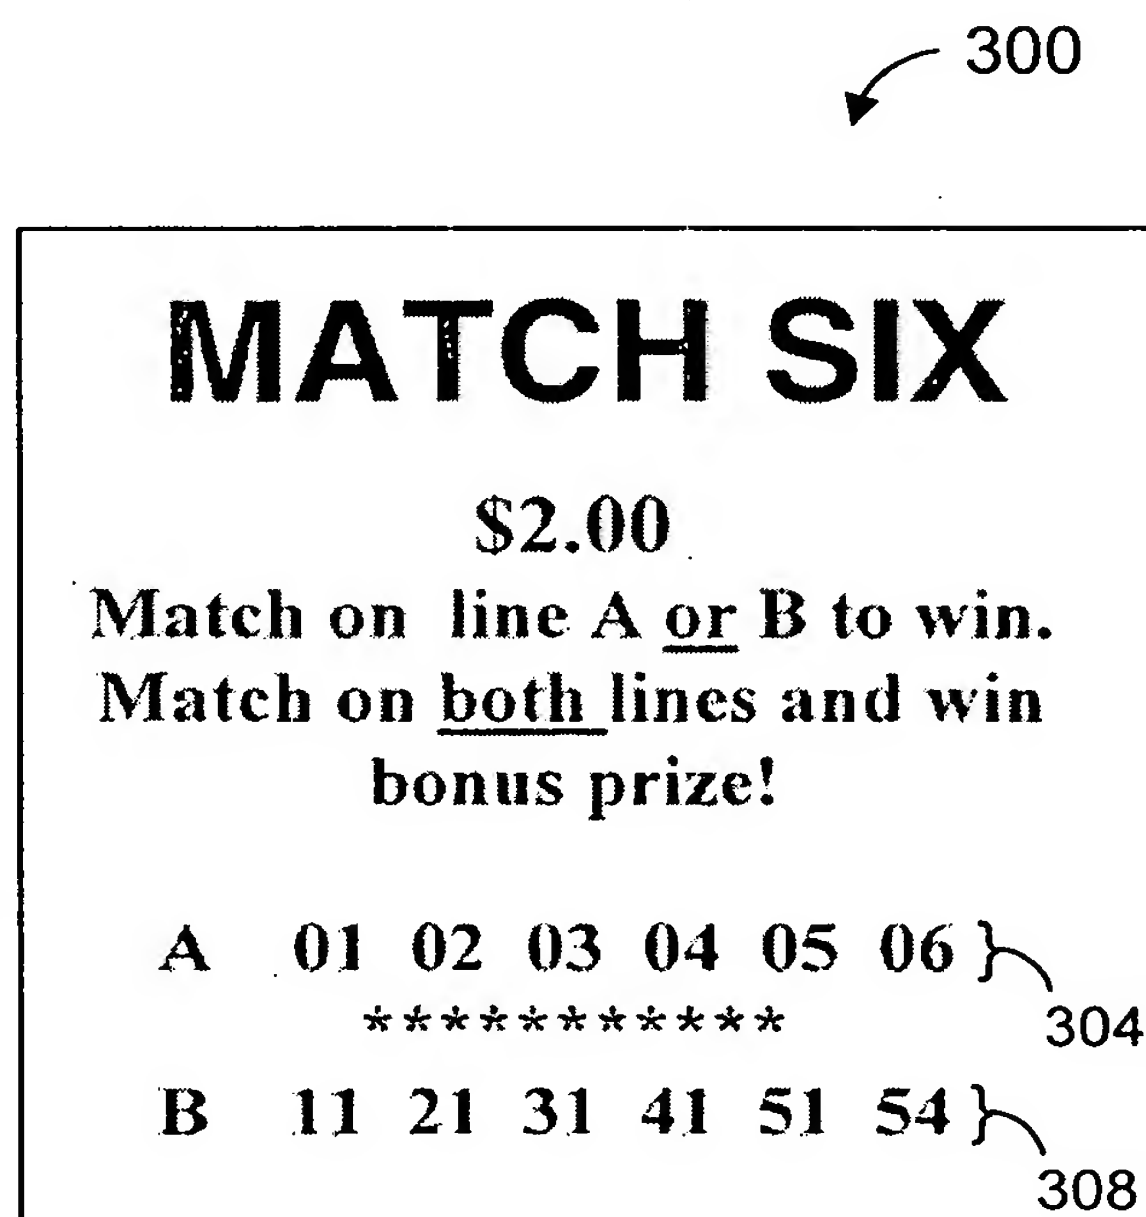 300
MATCH SIX
$2.00
Match on line A or B to win.
Match on both lines and win
bonus prize!
A 01 02 03 04 05 06 }
304
***********
B 11 21 31 41 51 54 }
308